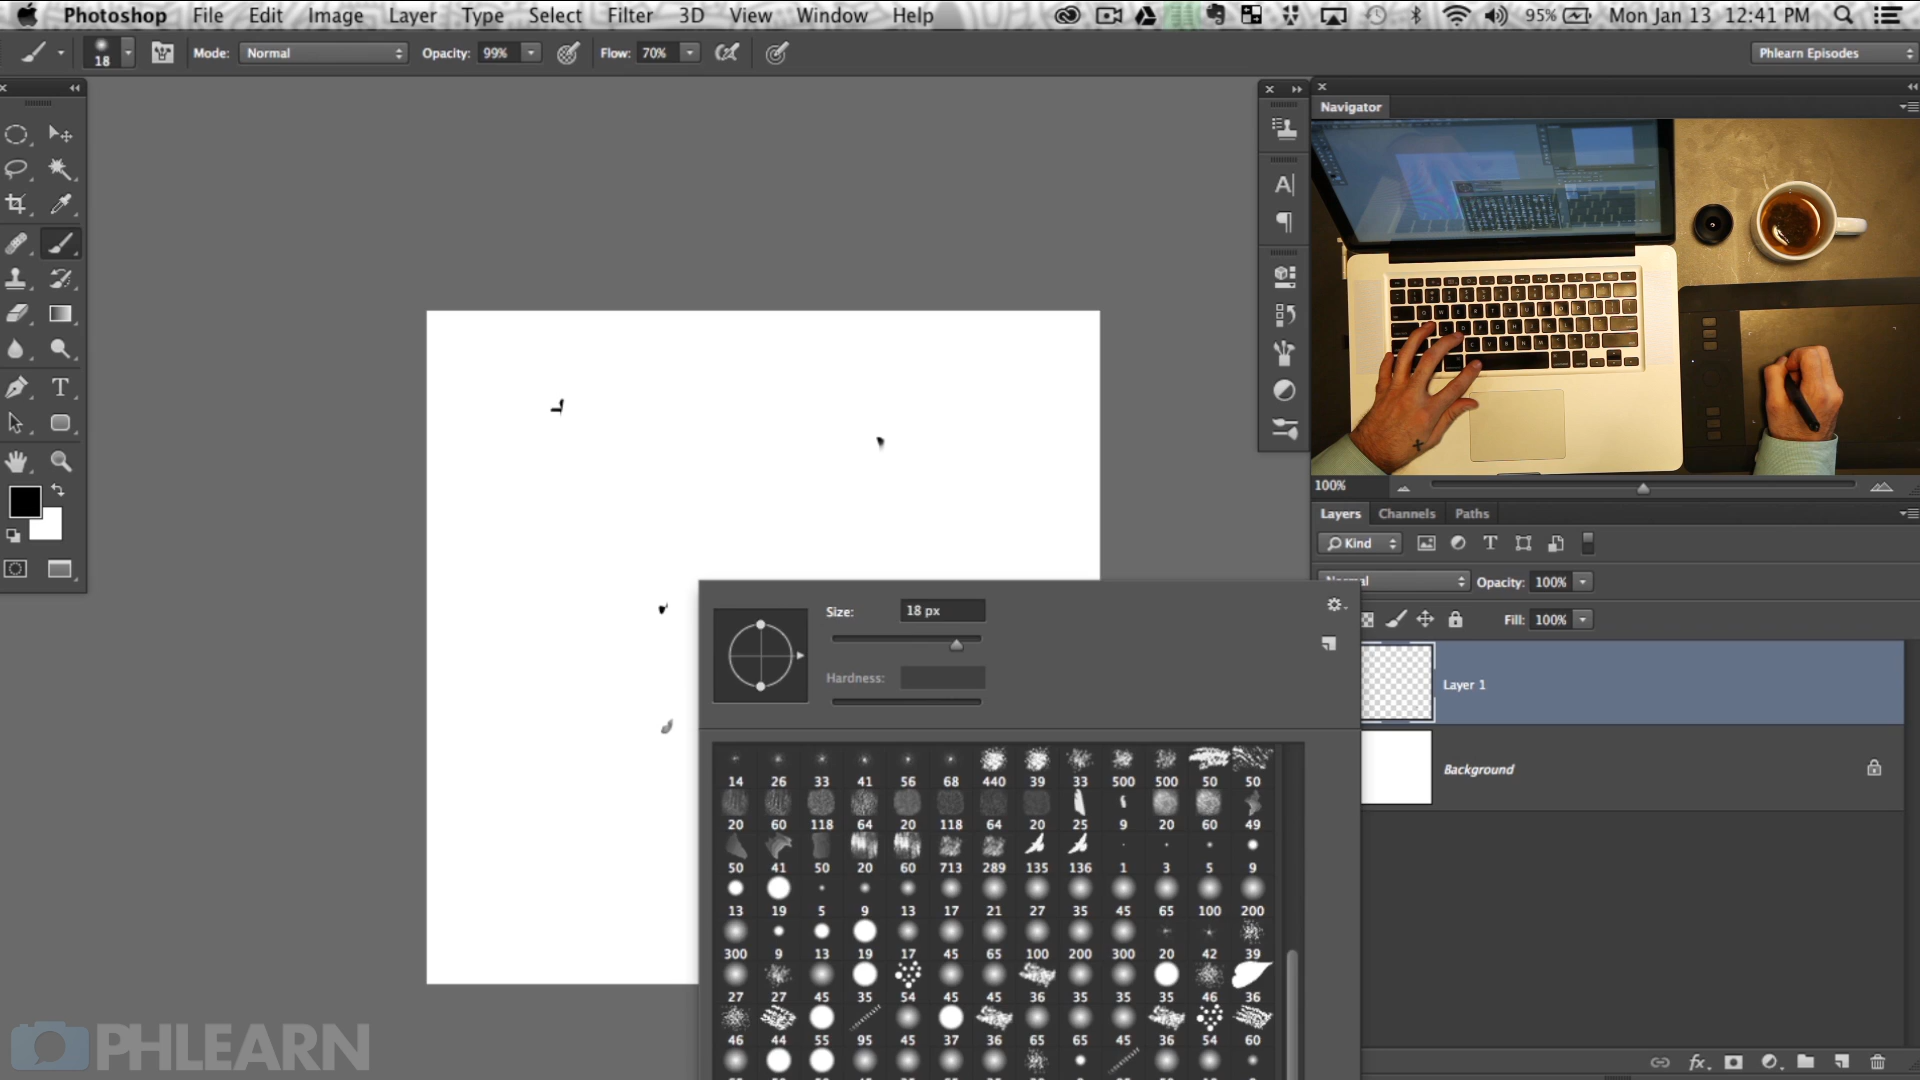 Photoshop File Edit Image Layer Type Select Filter 3D View Window Help 95% Mon Jan 13 12:41 PM
18 Mode: Normal Opacity: 99% Flow: 70% Phlearn Episodes
Navigator
A
T
100%
Layers Channels Paths
Kind T
Normal Opacity: 100%
Fill: 100%
Size: 18 px
Hardness:
Layer 1
Background
14 26 33 41 56 68 440 39 33 500 500 50 50
20 60 118 64 20 118 64 20 25 9 20 60 49
50 41 50 20 60 713 289 135 136 1 3 5 9
13 19 5 9 13 17 21 27 35 45 65 100 200
300 9 13 19 17 45 65 100 200 300 20 42 39
27 27 45 35 54 45 45 36 35 35 35 46 36
46 44 55 95 45 37 36 65 65 45 36 54 60
fx
PHLEARN